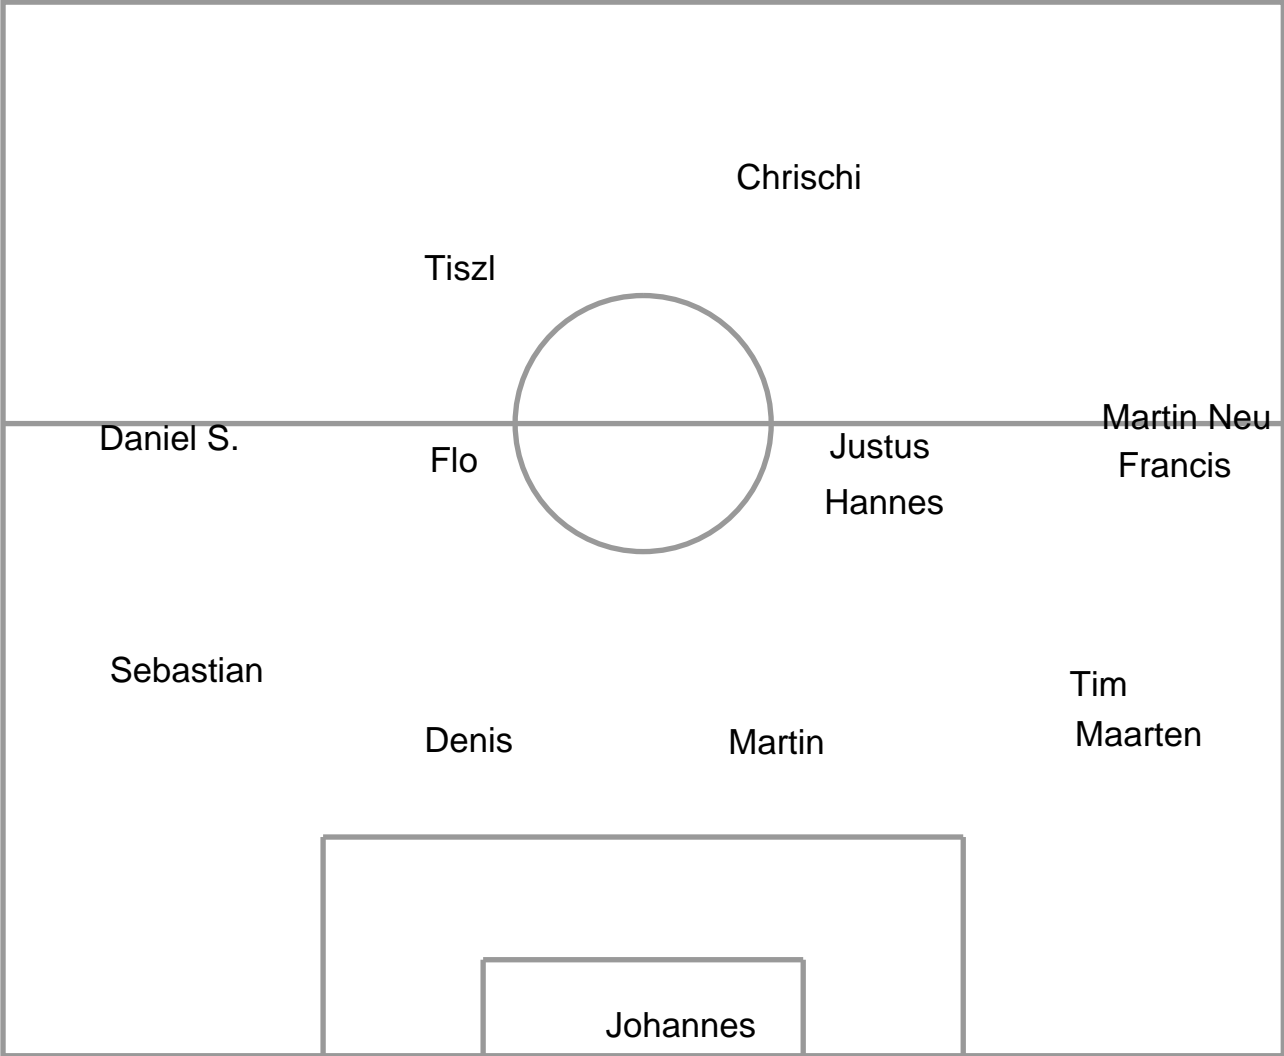 Chrischi
Tiszl
Martin Neu
Daniel S.
Justus
Flo
Francis
Hannes
Sebastian
Tim
Maarten
Denis
Martin
Johannes